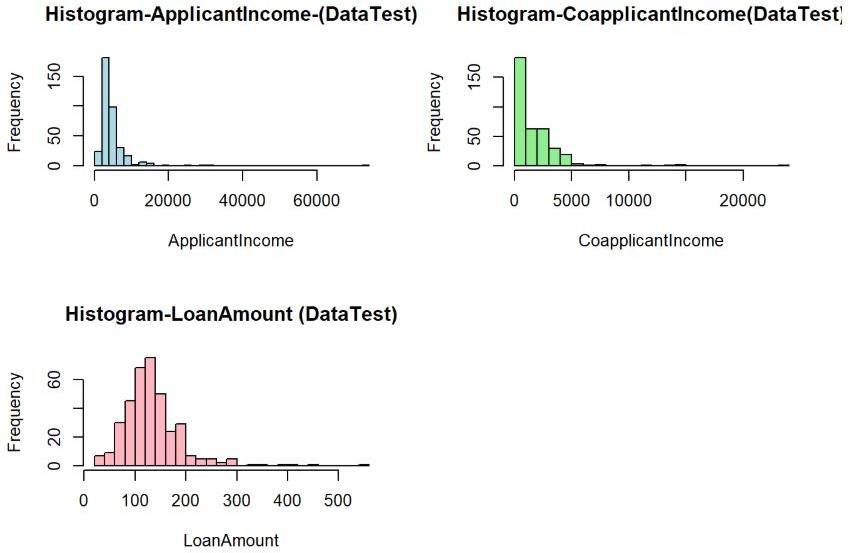 Histogram-ApplicantIncome-(DataTest)
Frequency
150
50
0
0 20000 40000 60000
ApplicantIncome
Histogram-CoapplicantIncome(DataTest)
Frequency
150
50
0
0 5000 10000 20000
CoapplicantIncome
Histogram-LoanAmount (DataTest)
Frequency
60
20
0
0 100 200 300 400 500
LoanAmount